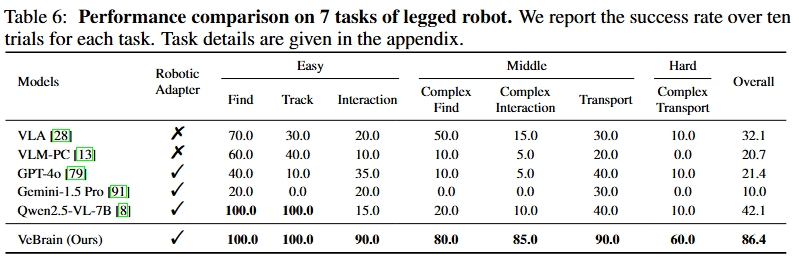 Table 6: Performance comparison on 7 tasks of legged robot. We report the success rate over ten
trials for each task. Task details are given in the appendix.
Models Robotic Adapter Easy Middle Hard Overall
Find Track Interaction Complex Find Complex Interaction Transport Complex Transport
VLA [28] ✗ 70.0 30.0 20.0 50.0 15.0 30.0 10.0 32.1
VLM-PC [13] ✗ 60.0 40.0 10.0 10.0 5.0 20.0 0.0 20.7
GPT-4o [79] ✓ 40.0 10.0 35.0 10.0 5.0 40.0 10.0 21.4
Gemini-1.5 Pro [91] ✓ 20.0 0.0 20.0 0.0 0.0 30.0 0.0 10.0
Qwen2.5-VL-7B [8] ✓ 100.0 100.0 15.0 20.0 10.0 40.0 10.0 42.1
VeBrain (Ours) ✓ 100.0 100.0 90.0 80.0 85.0 90.0 60.0 86.4